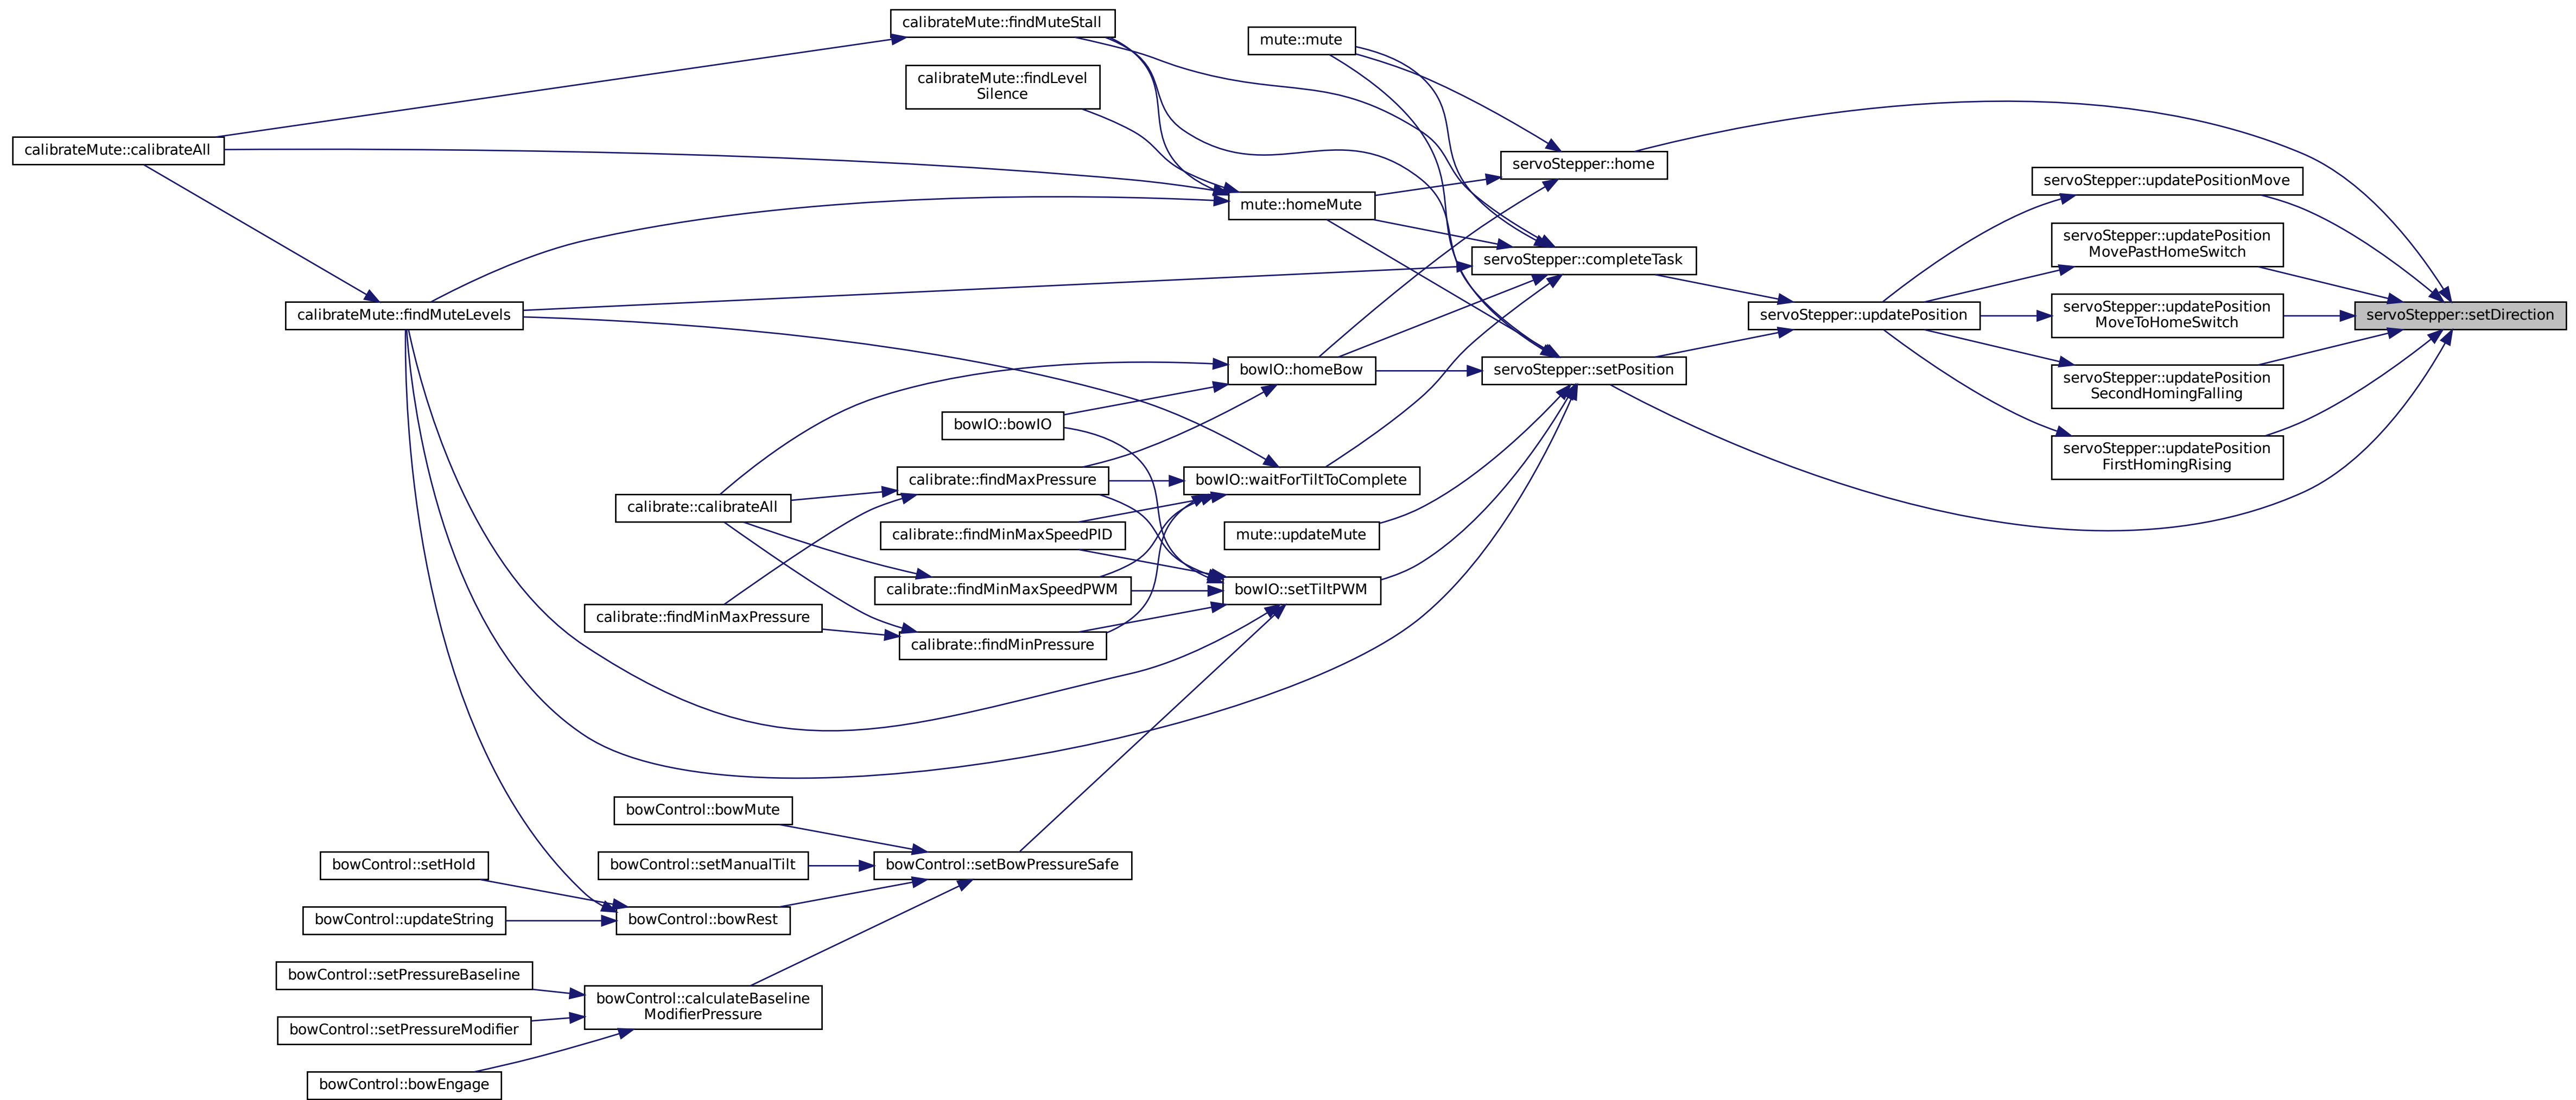 calibrateMute::findMuteStall
mute::mute
calibrateMute::findLevel
Silence
calibrateMute::calibrateAll
servoStepper::home
servoStepper::updatePositionMove
mute::homeMute
servoStepper::updatePosition
MovePastHomeSwitch
servoStepper::completeTask
calibrateMute::findMuteLevels
servoStepper::updatePosition
servoStepper::updatePosition
MoveToHomeSwitch
servoStepper::setDirection
bowIO::homeBow
servoStepper::setPosition
servoStepper::updatePosition
SecondHomingFalling
bowIO::bowIO
servoStepper::updatePosition
FirstHomingRising
calibrate::findMaxPressure
bowIO::waitForTiltToComplete
calibrate::calibrateAll
calibrate::findMinMaxSpeedPID
mute::updateMute
calibrate::findMinMaxSpeedPWM
bowIO::setTiltPWM
calibrate::findMinMaxPressure
calibrate::findMinPressure
bowControl::bowMute
bowControl::setHold
bowControl::setManualTilt
bowControl::setBowPressureSafe
bowControl::updateString
bowControl::bowRest
bowControl::setPressureBaseline
bowControl::calculateBaseline
ModifierPressure
bowControl::setPressureModifier
bowControl::bowEngage